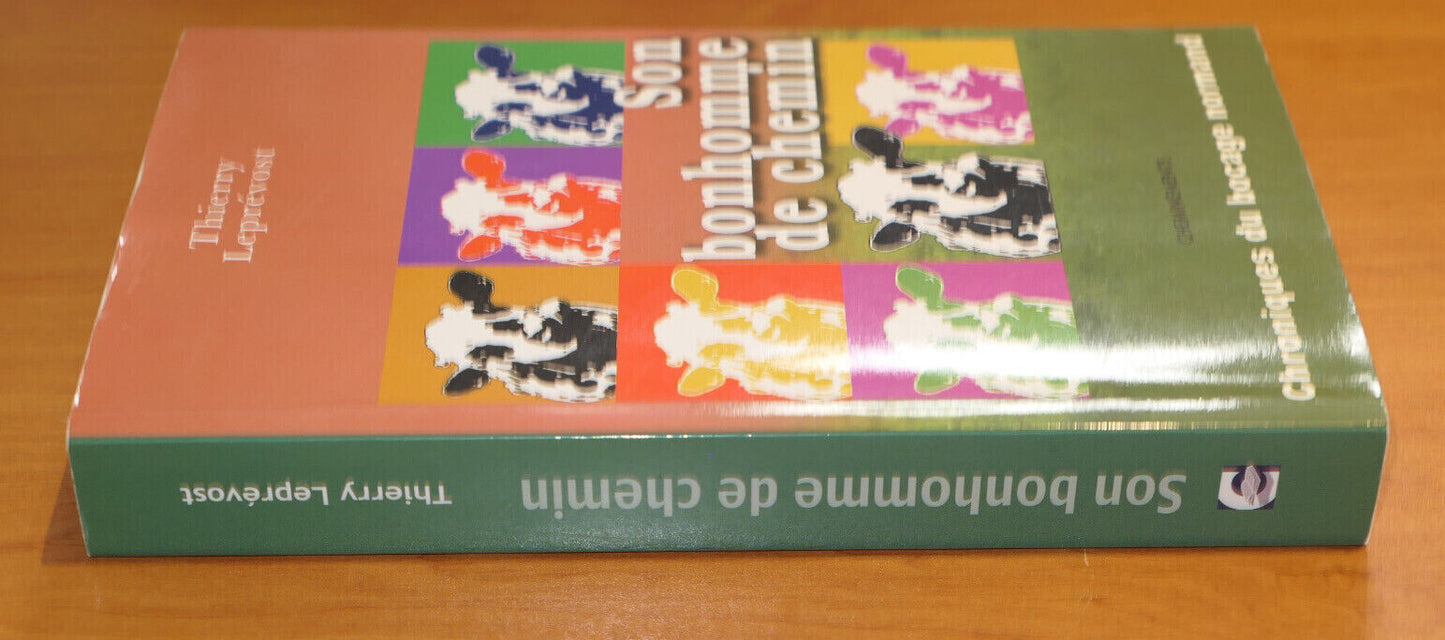 Thierry
Leprévost
Son
bonhomme
de chemin
Chroniques du bocage normand
Son bonhomme de chemin
Thierry Leprévost